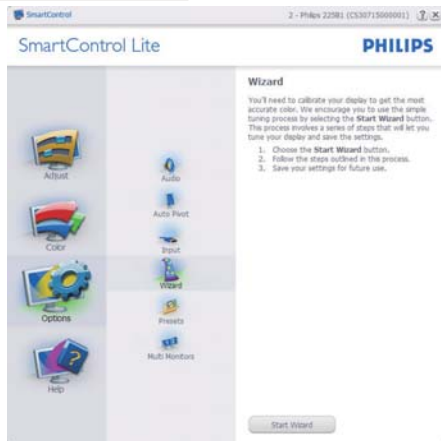 SmartControl
2 - Philips 225B1 (CS30715000001)
SmartControl Lite
PHILIPS
Adjust
Color
Options
Help
Audio
Auto Pivot
Input
Wizard
Presets
Multi Monitors
Wizard
You'll need to calibrate your display to get the most
accurate color. We encourage you to use the simple
tuning process by selecting the Start Wizard button.
This process involves a series of steps that will let you
tune your display and save the settings.
1. Choose the Start Wizard button.
2. Follow the steps outlined in this process.
3. Save your settings for future use.
Start Wizard